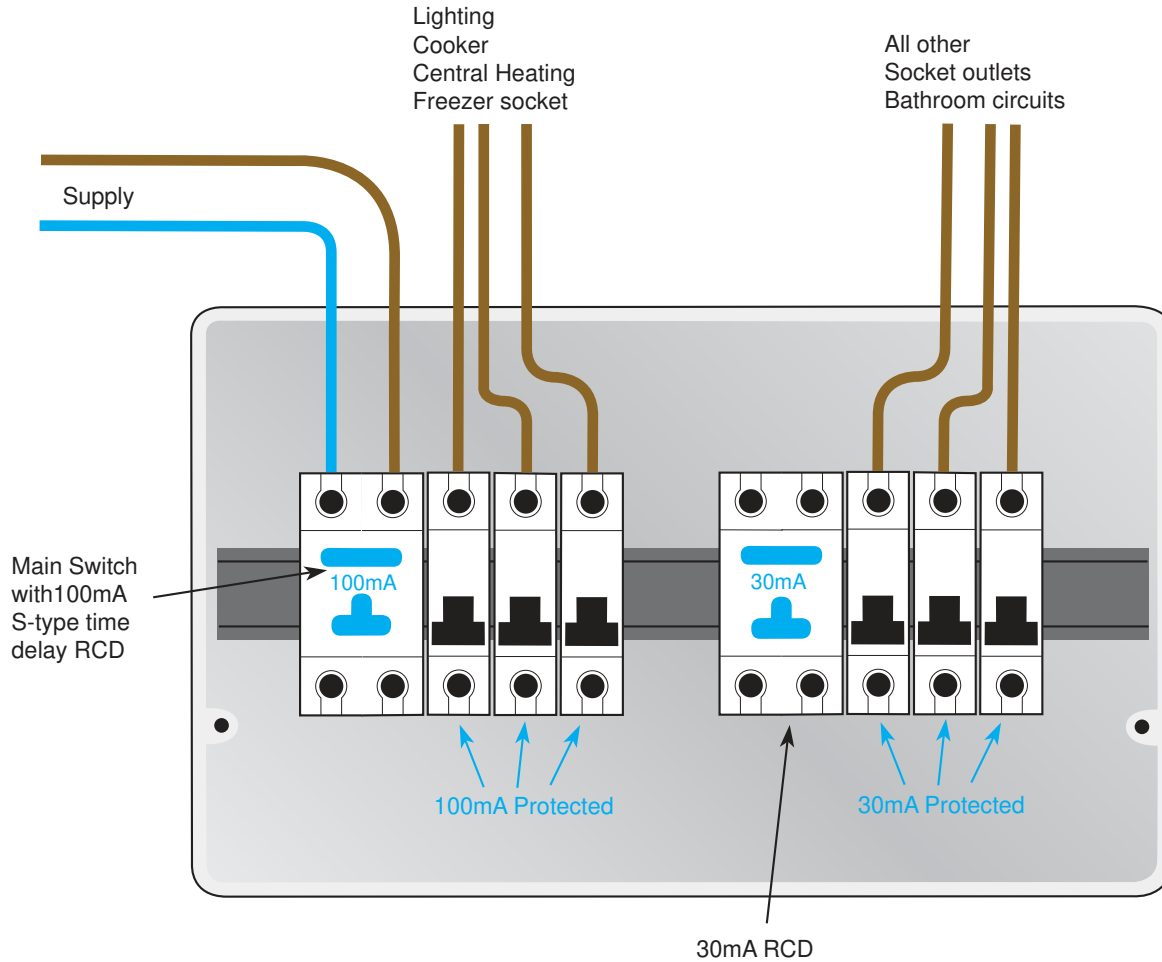 Lighting
Cooker
Central Heating
Freezer socket
All other
Socket outlets
Bathroom circuits
Supply
Main Switch
with100mA
S-type time
delay RCD
100mA
30mA
100mA Protected
30mA Protected
30mA RCD